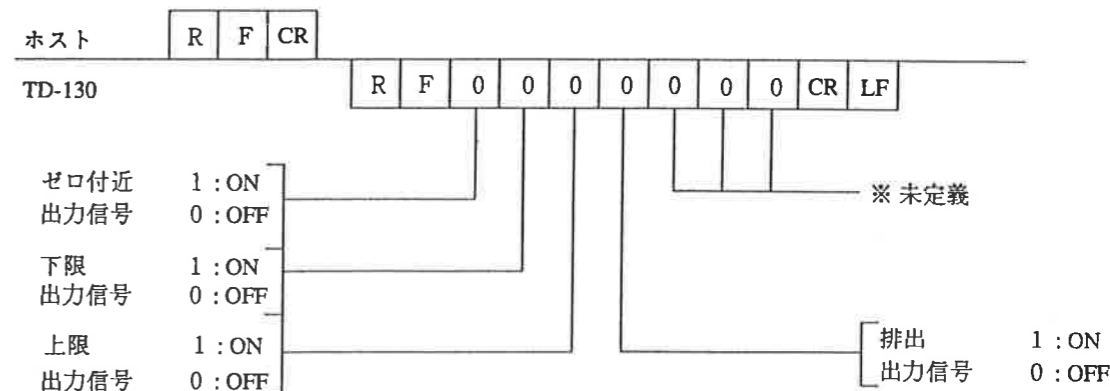 ホスト R F CR
TD-130 R F 0 0 0 0 0 0 0 CR LF
ゼロ付近 1 : ON
出力信号 0 : OFF
※ 未定義
下限 1 : ON
出力信号 0 : OFF
上限 1 : ON
出力信号 0 : OFF
排出 1 : ON
出力信号 0 : OFF